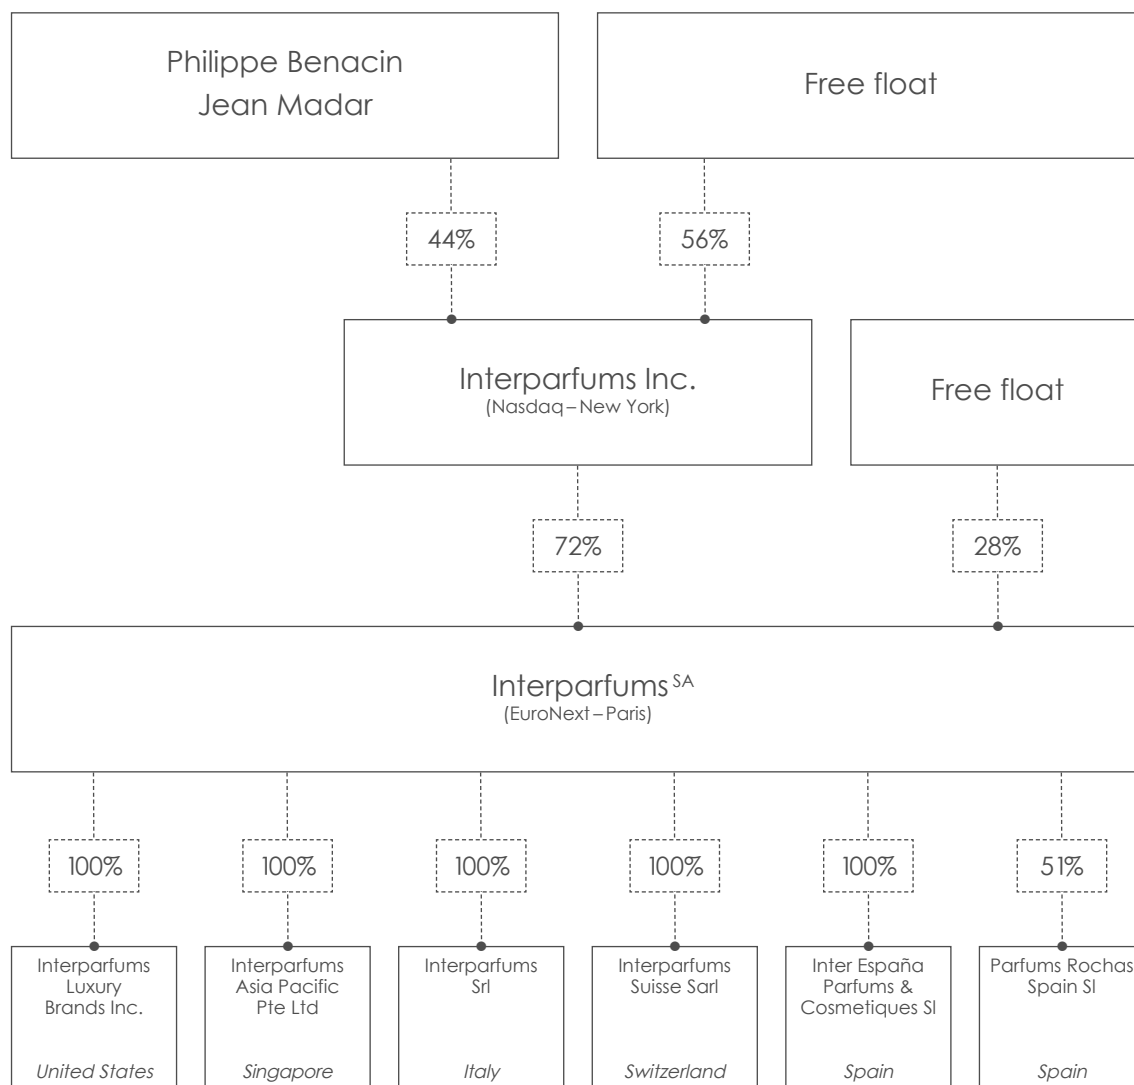 Philippe Benacin
Jean Madar
Free float
44%
56%
Interparfums Inc.
(Nasdaq – New York)
Free float
72%
28%
Interparfums SA
(EuroNext – Paris)
100%
100%
100%
100%
100%
51%
Interparfums
Luxury
Brands Inc.
United States
Interparfums
Asia Pacific
Pte Ltd
Singapore
Interparfums
Srl
Italy
Interparfums
Suisse Sarl
Switzerland
Inter España
Parfums &
Cosmetiques Sl
Spain
Parfums Rochas
Spain Sl
Spain